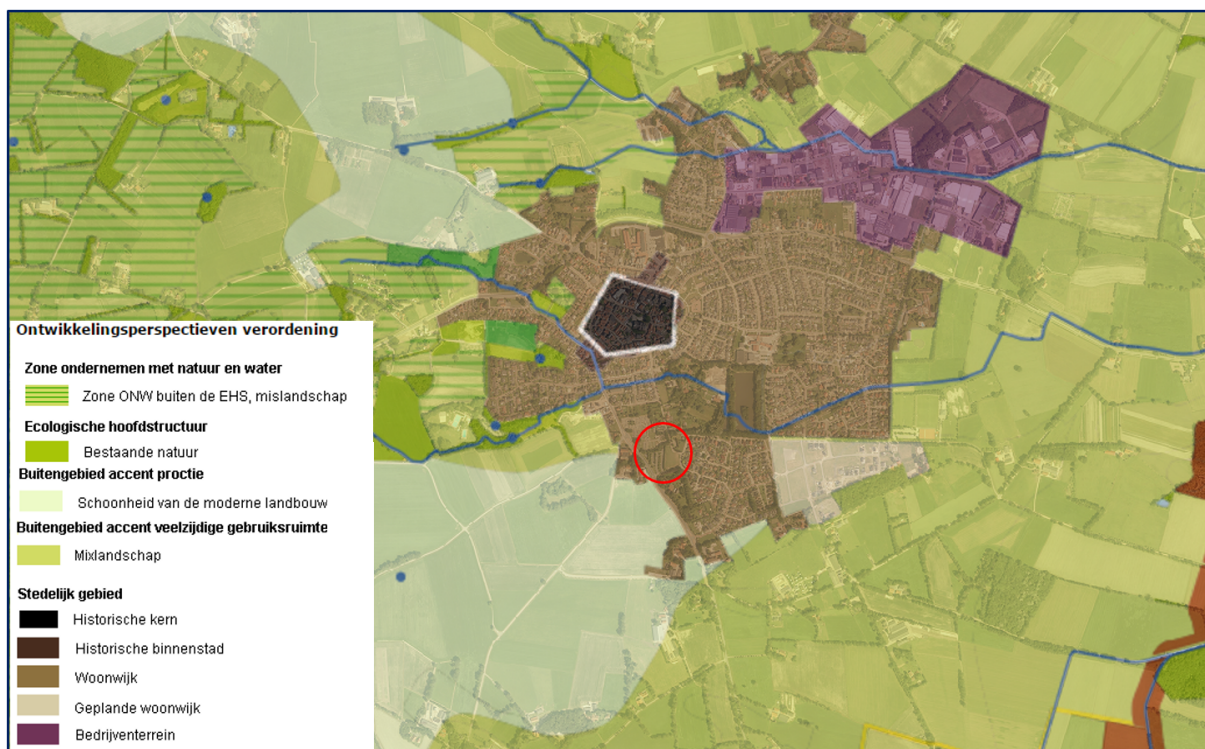 Ontwikkelingsperspectieven verordening
Zone ondernemen met natuur en water
Zone ONW buiten de EHS, mislandschap
Ecologische hoofdstructuur
Bestaande natuur
Buitengebied accent proctie
Schoonheid van de moderne landbouw
Buitengebied accent veelzijdige gebruiksruimte
Mixlandschap
Stedelijk gebied
Historische kern
Historische binnenstad
Woonwijk
Geplande woonwijk
Bedrijventerrein